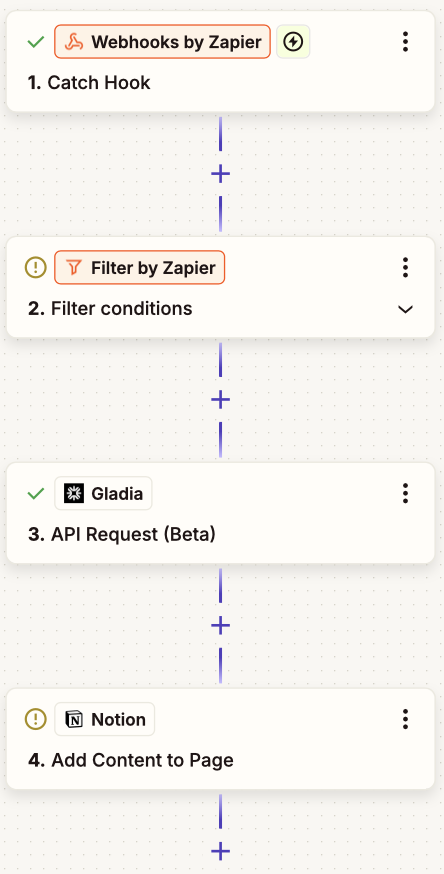 Webhooks by Zapier
1. Catch Hook
Filter by Zapier
2. Filter conditions
Gladia
3. API Request (Beta)
Notion
4. Add Content to Page